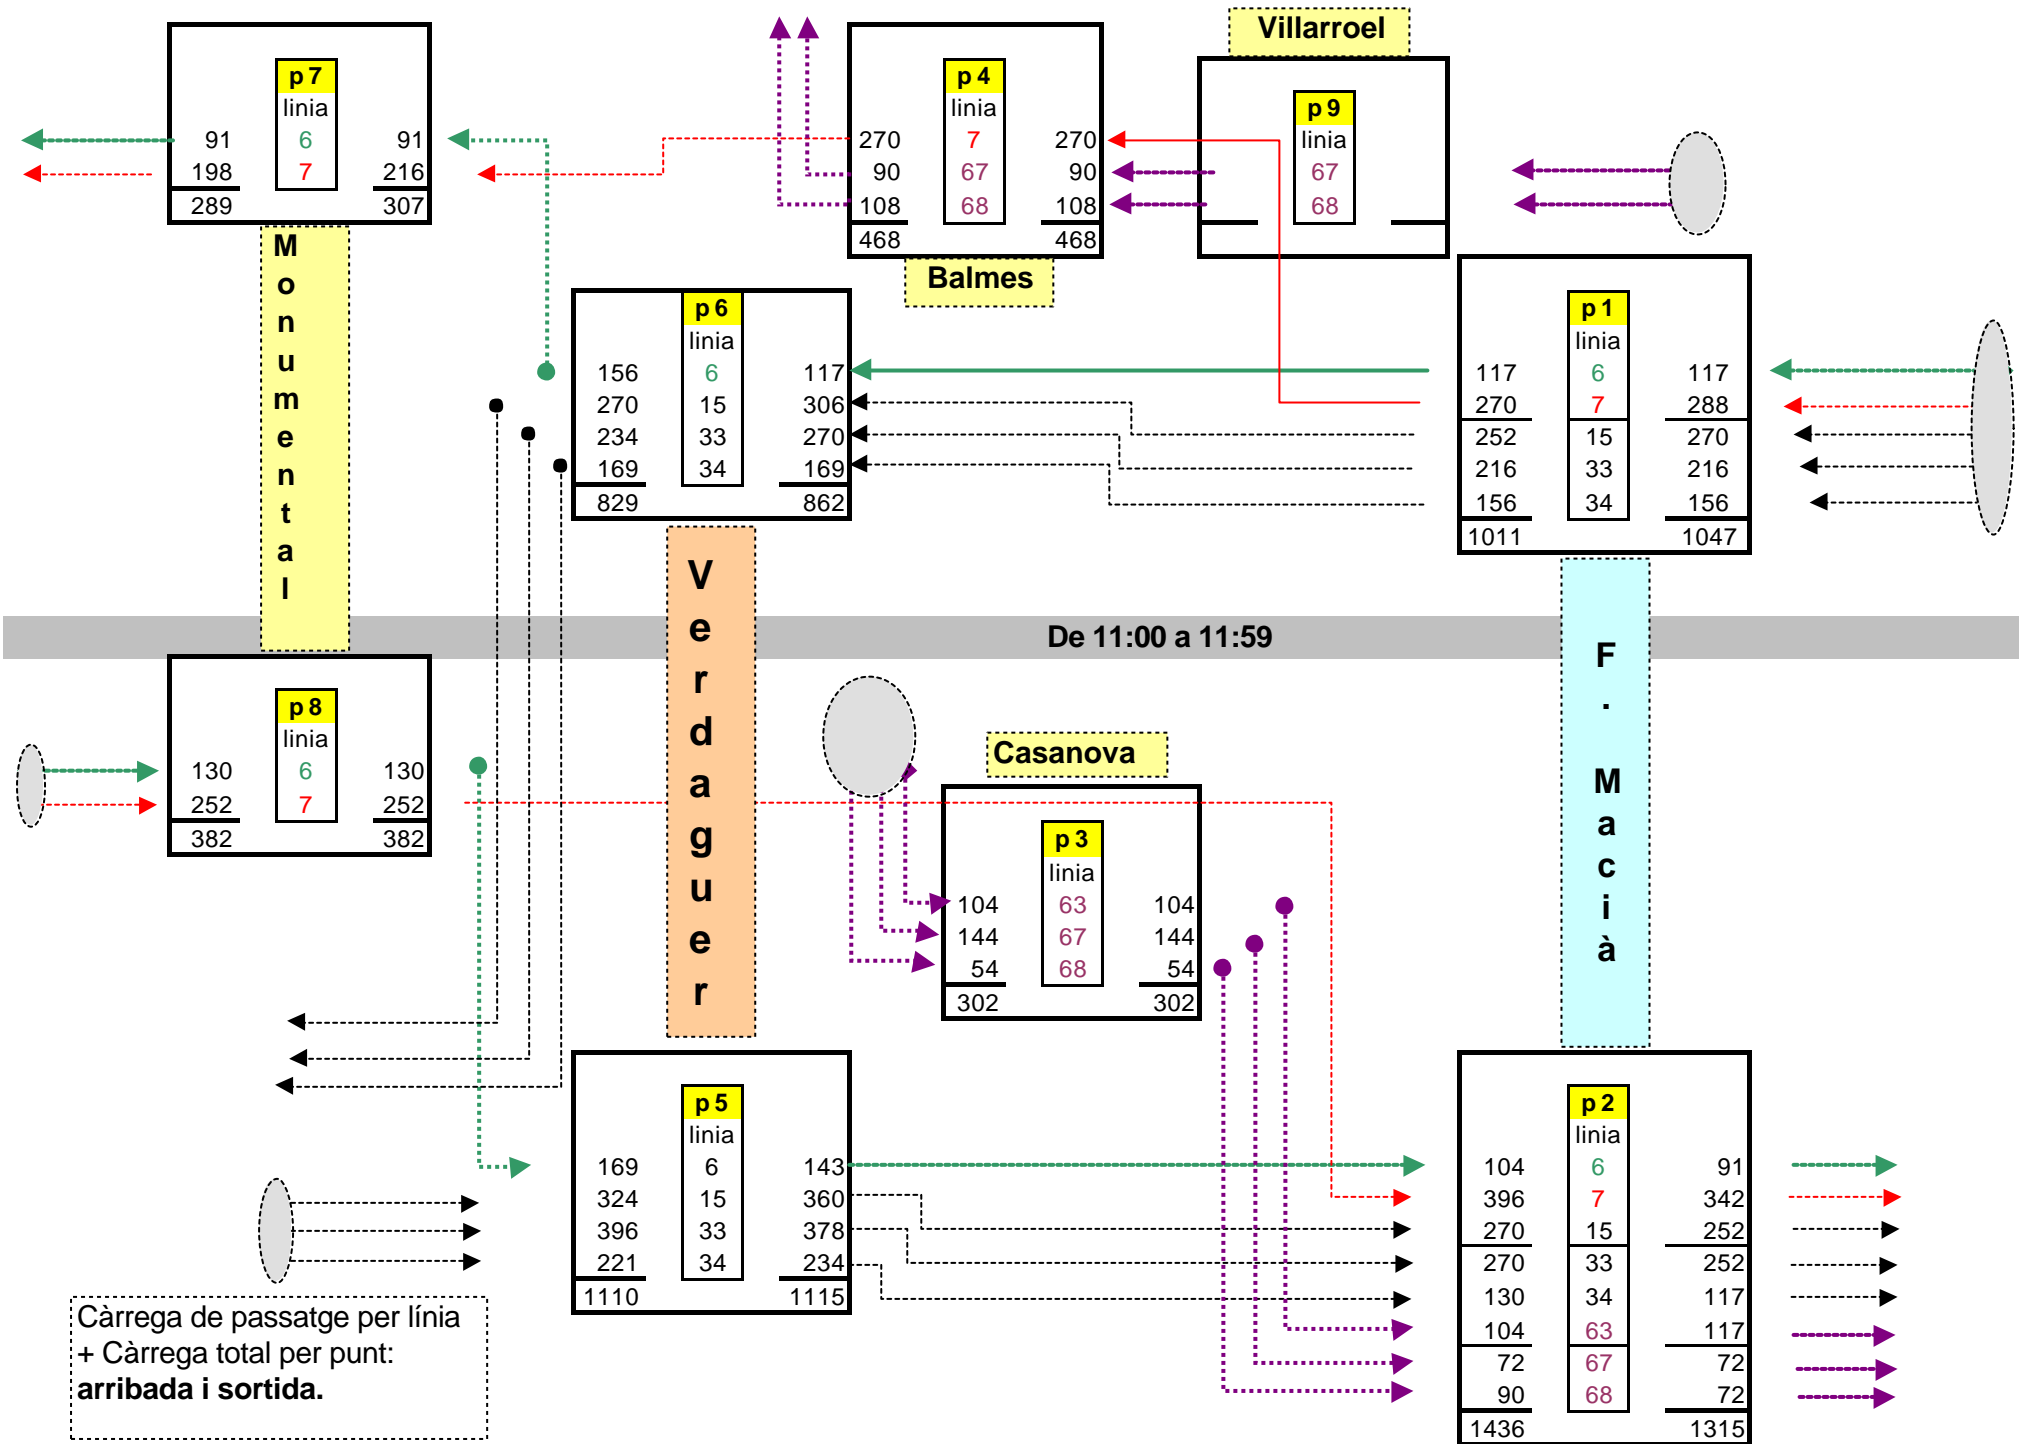 Villarroel
p 7
linia
91 6 91
198 7 216
289 307
p 4
linia
270 7 270
90 67 90
108 68 108
468 468
p 9
linia
67
68
Balmes
Monumental
p 6
linia
156 6 117
270 15 306
234 33 270
169 34 169
829 862
p 1
linia
117 6 117
270 7 288
252 15 270
216 33 216
156 34 156
1011 1047
Verdaguer
De 11:00 a 11:59
F. Macià
p 8
linia
130 6 130
252 7 252
382 382
Casanova
p 3
linia
104 63 104
144 67 144
54 68 54
302 302
p 5
linia
169 6 143
324 15 360
396 33 378
221 34 234
1110 1115
p 2
linia
104 6 91
396 7 342
270 15 252
270 33 252
130 34 117
104 63 117
72 67 72
90 68 72
1436 1315
Càrrega de passatge per línia
+ Càrrega total per punt:
arribada i sortida.